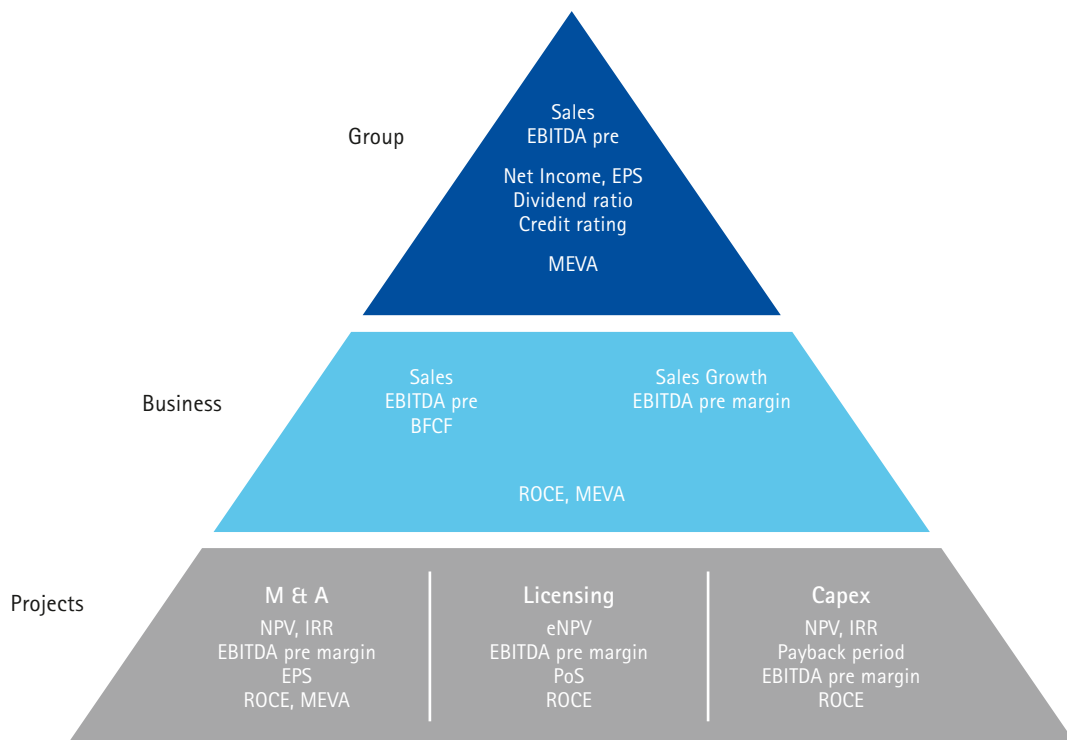 Group
Sales
EBITDA pre
Net Income, EPS
Dividend ratio
Credit rating
MEVA
Business
Sales
EBITDA pre
BFCF
Sales Growth
EBITDA pre margin
ROCE, MEVA
Projects
M & A
NPV, IRR
EBITDA pre margin
EPS
ROCE, MEVA
Licensing
eNPV
EBITDA pre margin
PoS
ROCE
Capex
NPV, IRR
Payback period
EBITDA pre margin
ROCE